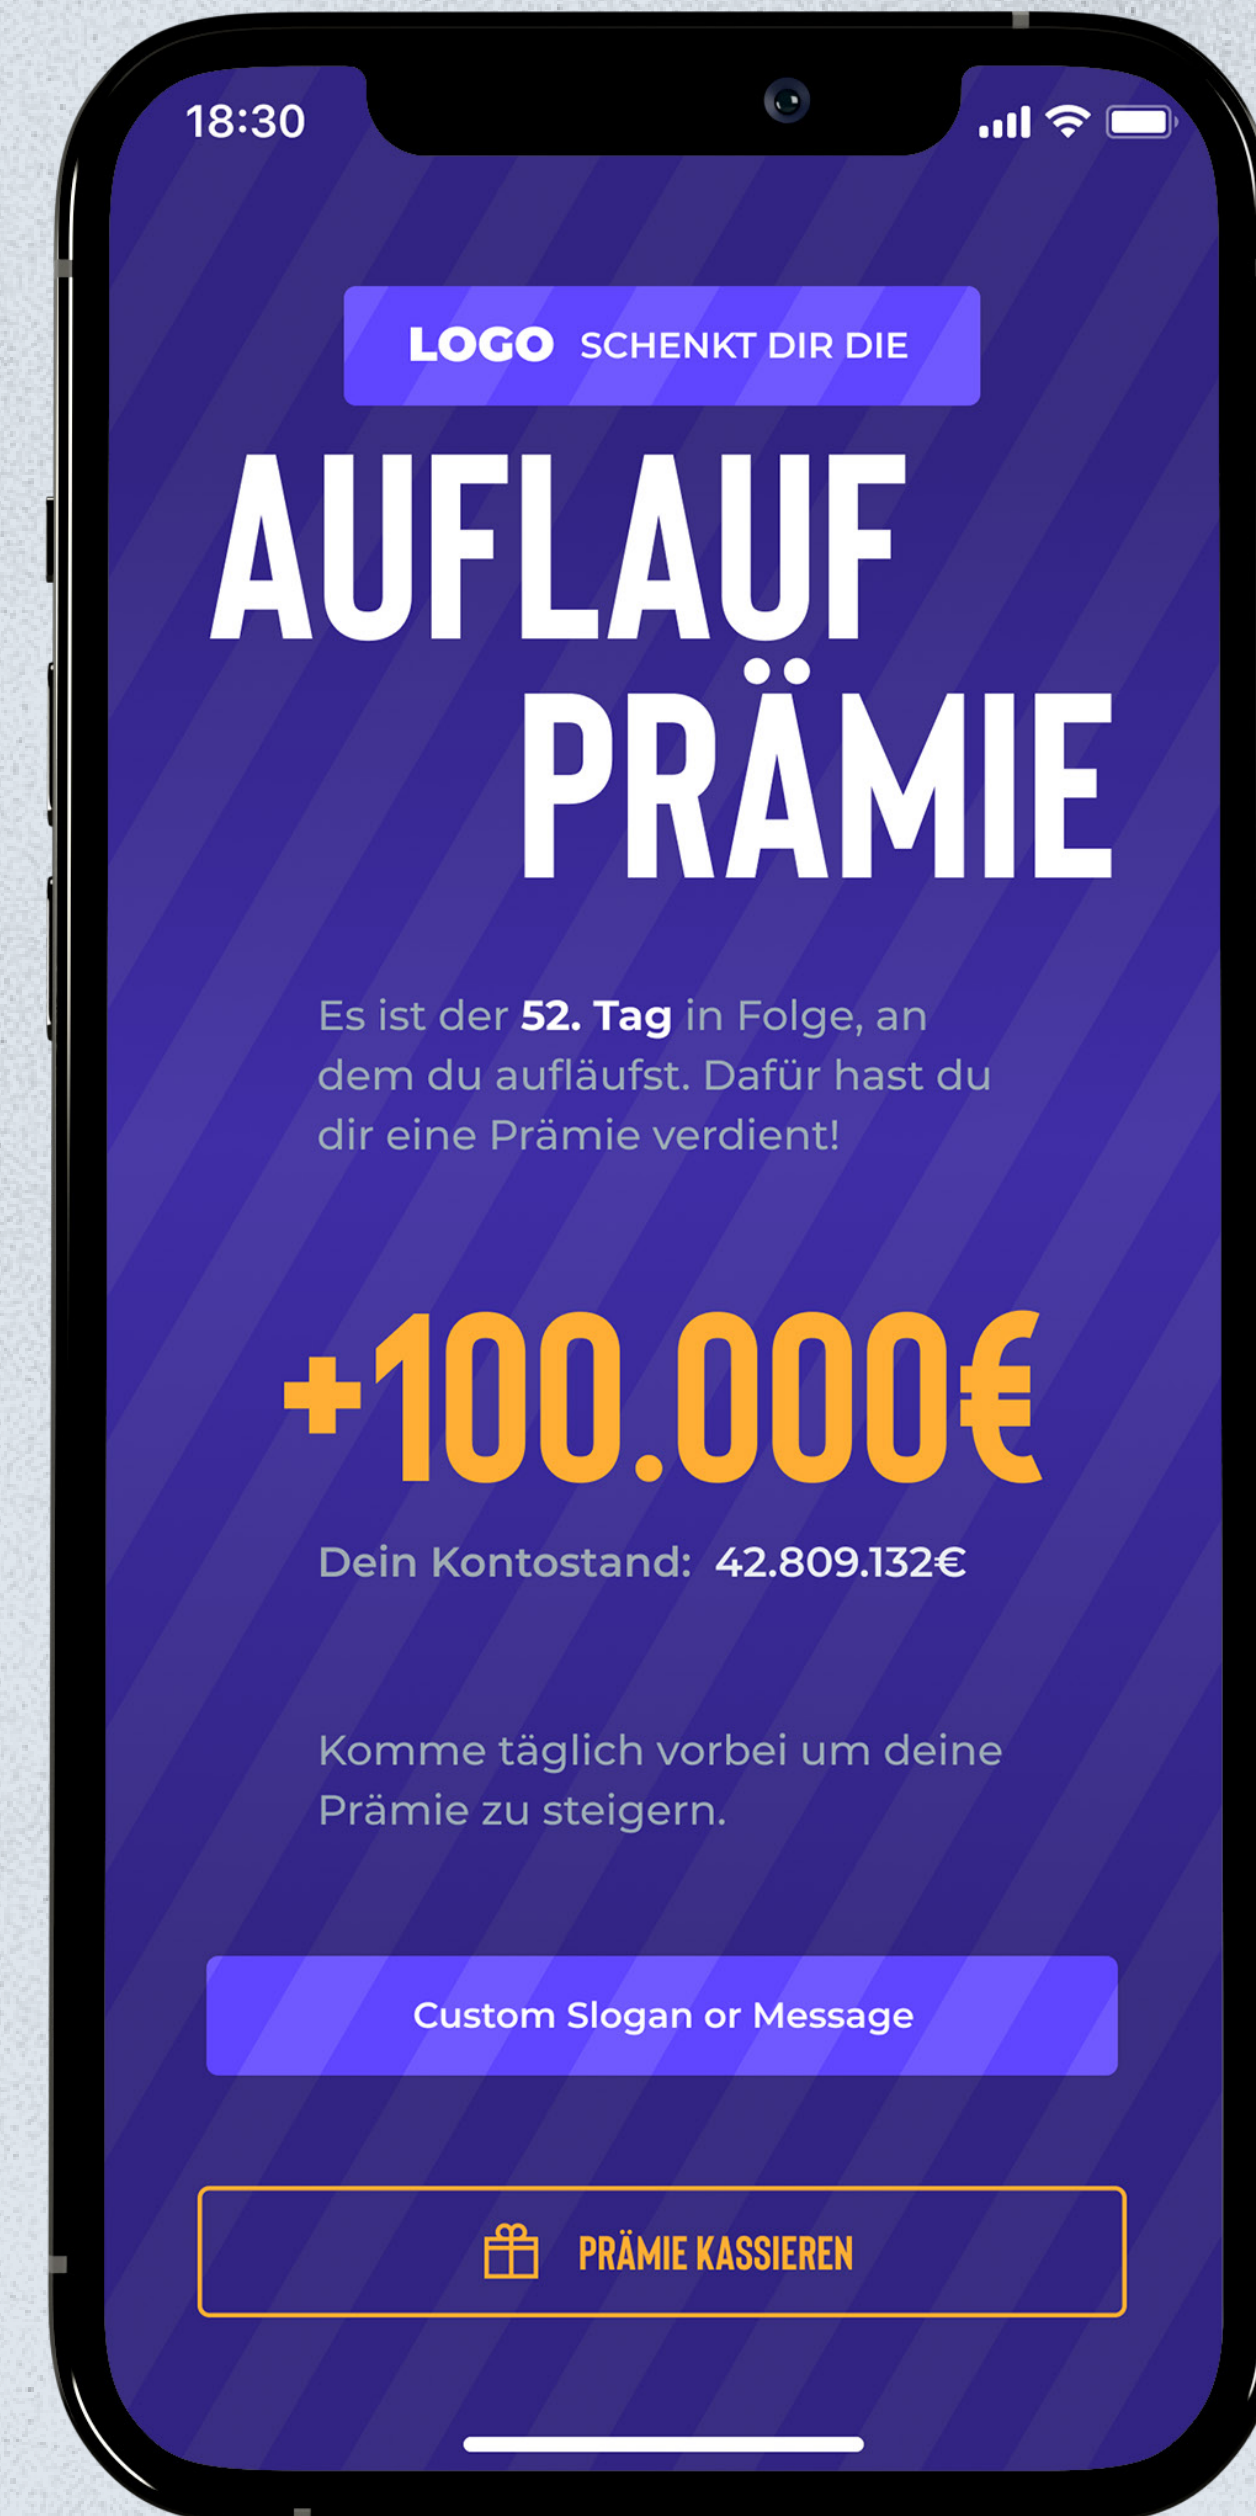 18:30
LOGO SCHENKT DIR DIE
AUFLAUF
PRÄMIE
Es ist der 52. Tag in Folge, an
dem du aufläufst. Dafür hast du
dir eine Prämie verdient!
+100.000€
Dein Kontostand: 42.809.132€
Komme täglich vorbei um deine
Prämie zu steigern.
Custom Slogan or Message
PRÄMIE KASSIEREN